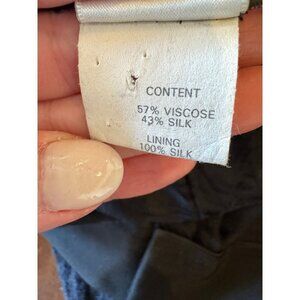 CONTENT
57% VISCOSE
43% SILK
LINING
100% SILK